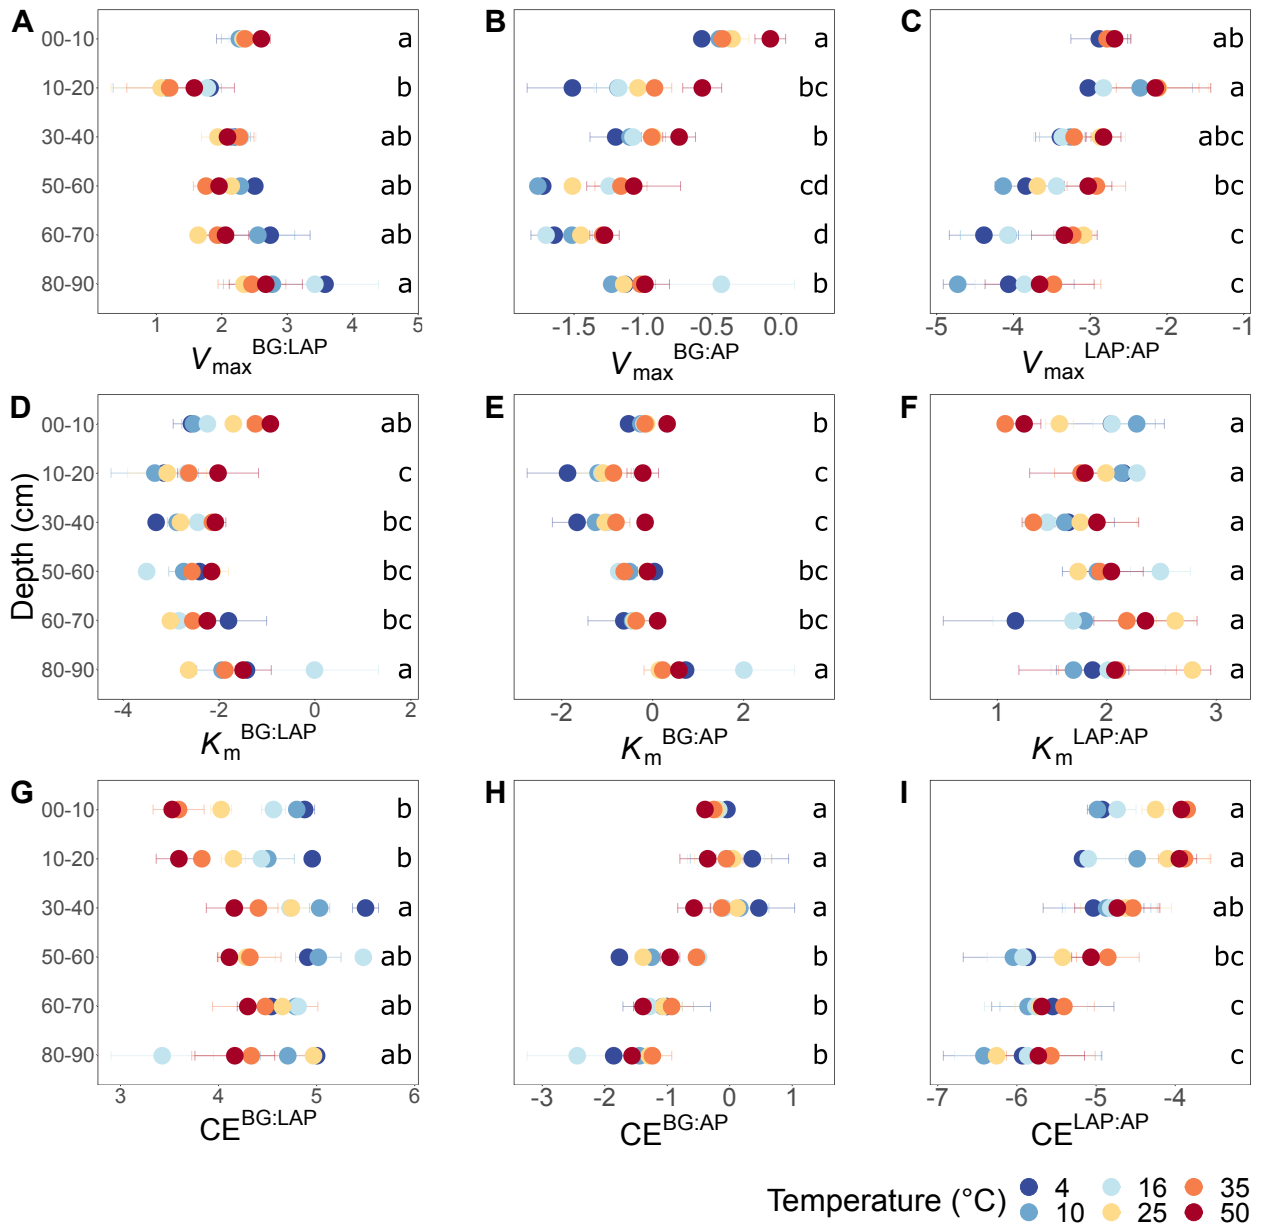 A
B
C
00-10
10-20
30-40
50-60
60-70
80-90
a
b
ab
ab
ab
a
a
bc
b
cd
d
b
ab
a
abc
bc
c
c
1 2 3 4 5
-1.5 -1.0 -0.5 0.0
-5 -4 -3 -2 -1
Vmax BG:LAP
Vmax BG:AP
Vmax LAP:AP
D
E
F
Depth (cm)
00-10
10-20
30-40
50-60
60-70
80-90
ab
c
bc
bc
bc
a
b
c
c
bc
bc
a
a
a
a
a
a
a
-4 -2 0 2
-2 0 2
1 2 3
Km BG:LAP
Km BG:AP
Km LAP:AP
G
H
I
00-10
10-20
30-40
50-60
60-70
80-90
b
b
a
ab
ab
ab
a
a
a
b
b
b
a
a
ab
bc
c
c
3 4 5 6
-3 -2 -1 0 1
-7 -6 -5 -4
CE BG:LAP
CE BG:AP
CE LAP:AP
Temperature (°C)
4 16 35
10 25 50